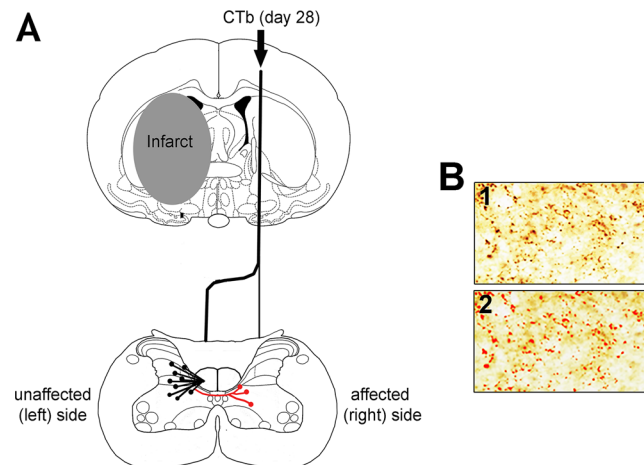 A
CTb (day 28)
Infarct
B
1
2
unaffected
(left) side
affected
(right) side